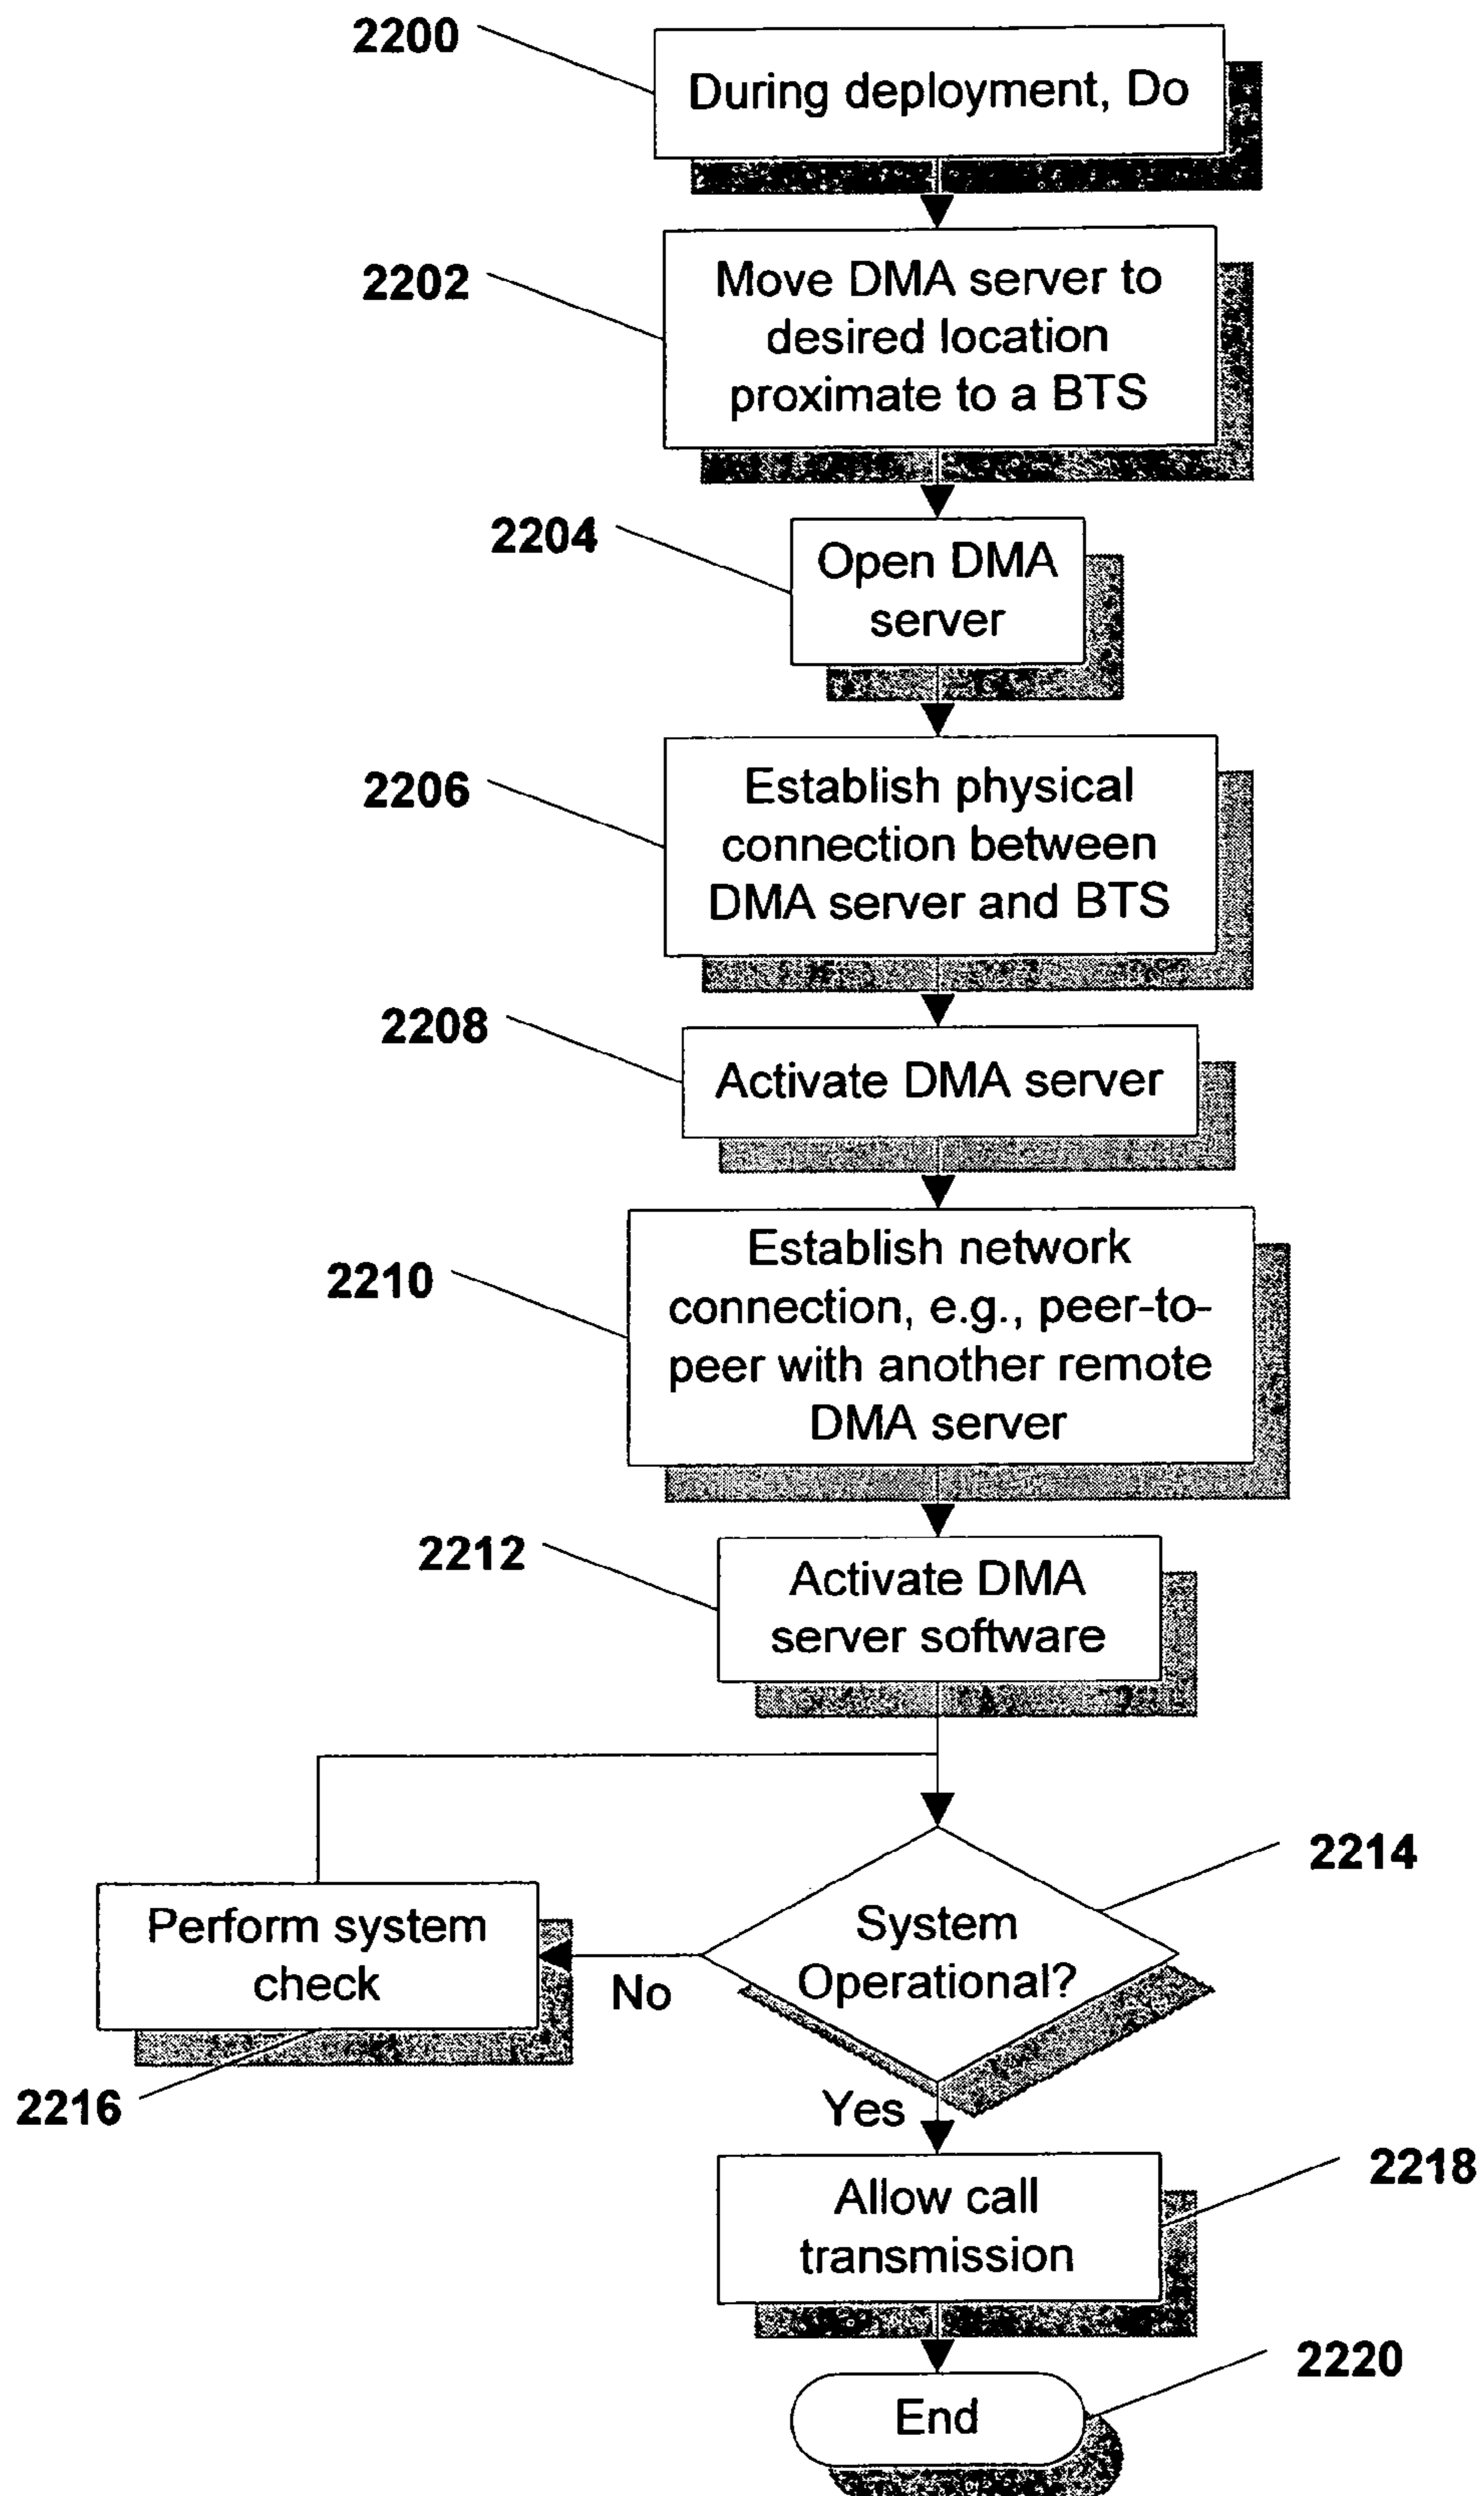 2200
During deployment, Do
2202
Move DMA server to
desired location
proximate to a BTS
2204
Open DMA
server
2206
Establish physical
connection between
DMA server and BTS
2208
Activate DMA server
2210
Establish network
connection, e.g., peer-to-
peer with another remote
DMA server
2212
Activate DMA
server software
2214
System
Operational?
No
Perform system
check
2216
Yes
2218
Allow call
transmission
2220
End